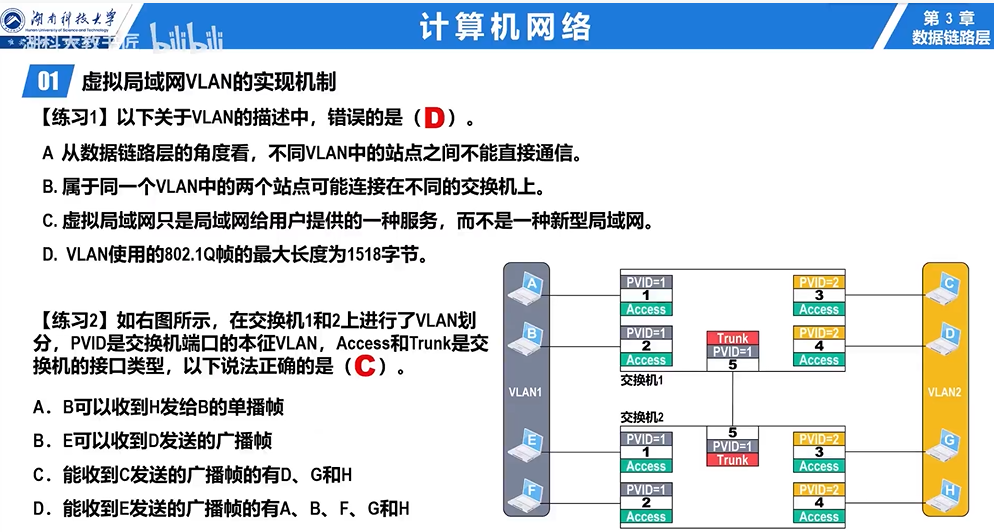 湖南科技大学
Hunan University of Science and Technology
计算机网络
第 3 章
数据链路层
湖科大教书匠 bilibili
01 虚拟局域网VLAN的实现机制
【练习1】以下关于VLAN的描述中，错误的是（D）。
A 从数据链路层的角度看，不同VLAN中的站点之间不能直接通信。
B. 属于同一个VLAN中的两个站点可能连接在不同的交换机上。
C. 虚拟局域网只是局域网给用户提供的一种服务，而不是一种新型局域网。
D. VLAN使用的802.1Q帧的最大长度为1518字节。
【练习2】如右图所示，在交换机1和2上进行了VLAN划
分，PVID是交换机端口的本征VLAN，Access和Trunk是交
换机的接口类型，以下说法正确的是（C）。
A．B可以收到H发给B的单播帧
B．E可以收到D发送的广播帧
C．能收到C发送的广播帧的有D、G和H
D．能收到E发送的广播帧的有A、B、F、G和H
A
B
VLAN1
E
F
PVID=1
1
Access
PVID=1
2
Access
Trunk
PVID=1
5
PVID=2
3
Access
PVID=2
4
Access
交换机1
交换机2
PVID=1
1
Access
PVID=1
2
Access
5
PVID=1
Trunk
PVID=2
3
Access
PVID=2
4
Access
C
D
VLAN2
G
H